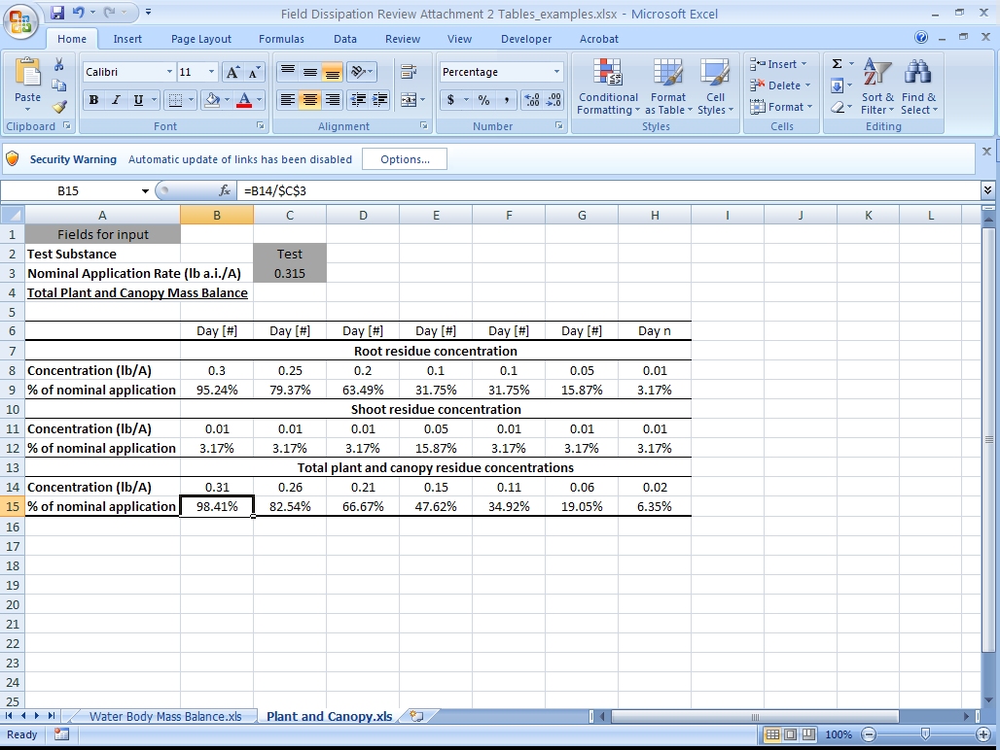 Field Dissipation Review Attachment 2 Tables_examples.xlsx - Microsoft Excel
Home Insert Page Layout Formulas Data Review View Developer Acrobat
Paste Calibri 11 A A Percentage Conditional Formatting Format as Table Cell Styles Insert Delete Format Σ Sort & Filter Find & Select
B I U A $ % , .00 .00
Clipboard Font Alignment Number Styles Cells Editing
Security Warning Automatic update of links has been disabled Options...
B15 fx =B14/$C$3
A B C D E F G H I J K L
1 Fields for input
2 Test Substance Test
3 Nominal Application Rate (lb a.i./A) 0.315
4 Total Plant and Canopy Mass Balance
5
6 Day [#] Day [#] Day [#] Day [#] Day [#] Day [#] Day n
7 Root residue concentration
8 Concentration (lb/A) 0.3 0.25 0.2 0.1 0.1 0.05 0.01
9 % of nominal application 95.24% 79.37% 63.49% 31.75% 31.75% 15.87% 3.17%
10 Shoot residue concentration
11 Concentration (lb/A) 0.01 0.01 0.01 0.05 0.01 0.01 0.01
12 % of nominal application 3.17% 3.17% 3.17% 15.87% 3.17% 3.17% 3.17%
13 Total plant and canopy residue concentrations
14 Concentration (lb/A) 0.31 0.26 0.21 0.15 0.11 0.06 0.02
15 % of nominal application 98.41% 82.54% 66.67% 47.62% 34.92% 19.05% 6.35%
16
17
18
19
20
21
22
23
24
25
Water Body Mass Balance.xls Plant and Canopy.xls
Ready 100%